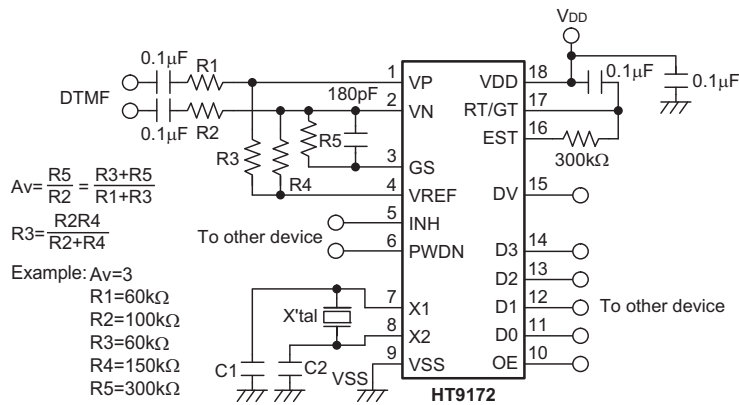 VDD
0.1μF R1
1 VP VDD 18 0.1μF 0.1μF
DTMF 180pF
2 VN RT/GT 17
0.1μF R2 R5
EST 16
300kΩ
R3 R4
3 GS
Av=R5/R2=R3+R5/R1+R3
4 VREF DV 15
R3=R2R4/R2+R4
5 INH
To other device
6 PWDN D3 14
D2 13
Example: Av=3
R1=60kΩ
R2=100kΩ
R3=60kΩ
R4=150kΩ
R5=300kΩ
7 X1 D1 12 To other device
X'tal
8 X2 D0 11
C1 C2
9 VSS OE 10
VSS
HT9172